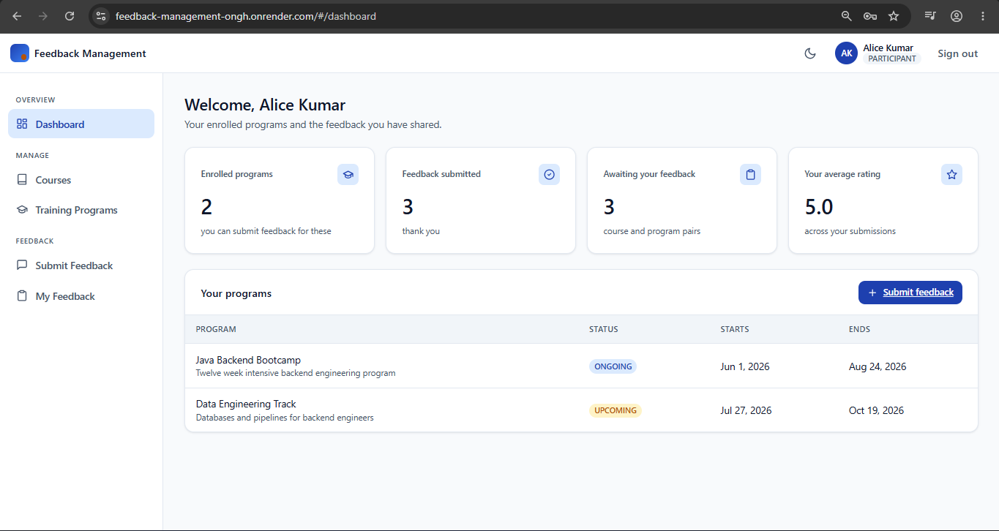 feedback-management-ongh.onrender.com/#/dashboard
Feedback Management
AK
Alice Kumar
PARTICIPANT
Sign out
OVERVIEW
Dashboard
MANAGE
Courses
Training Programs
FEEDBACK
Submit Feedback
My Feedback
Welcome, Alice Kumar
Your enrolled programs and the feedback you have shared.
Enrolled programs
2
you can submit feedback for these
Feedback submitted
3
thank you
Awaiting your feedback
3
course and program pairs
Your average rating
5.0
across your submissions
Your programs
+ Submit feedback
PROGRAM STATUS STARTS ENDS
Java Backend Bootcamp
Twelve week intensive backend engineering program
ONGOING Jun 1, 2026 Aug 24, 2026
Data Engineering Track
Databases and pipelines for backend engineers
UPCOMING Jul 27, 2026 Oct 19, 2026